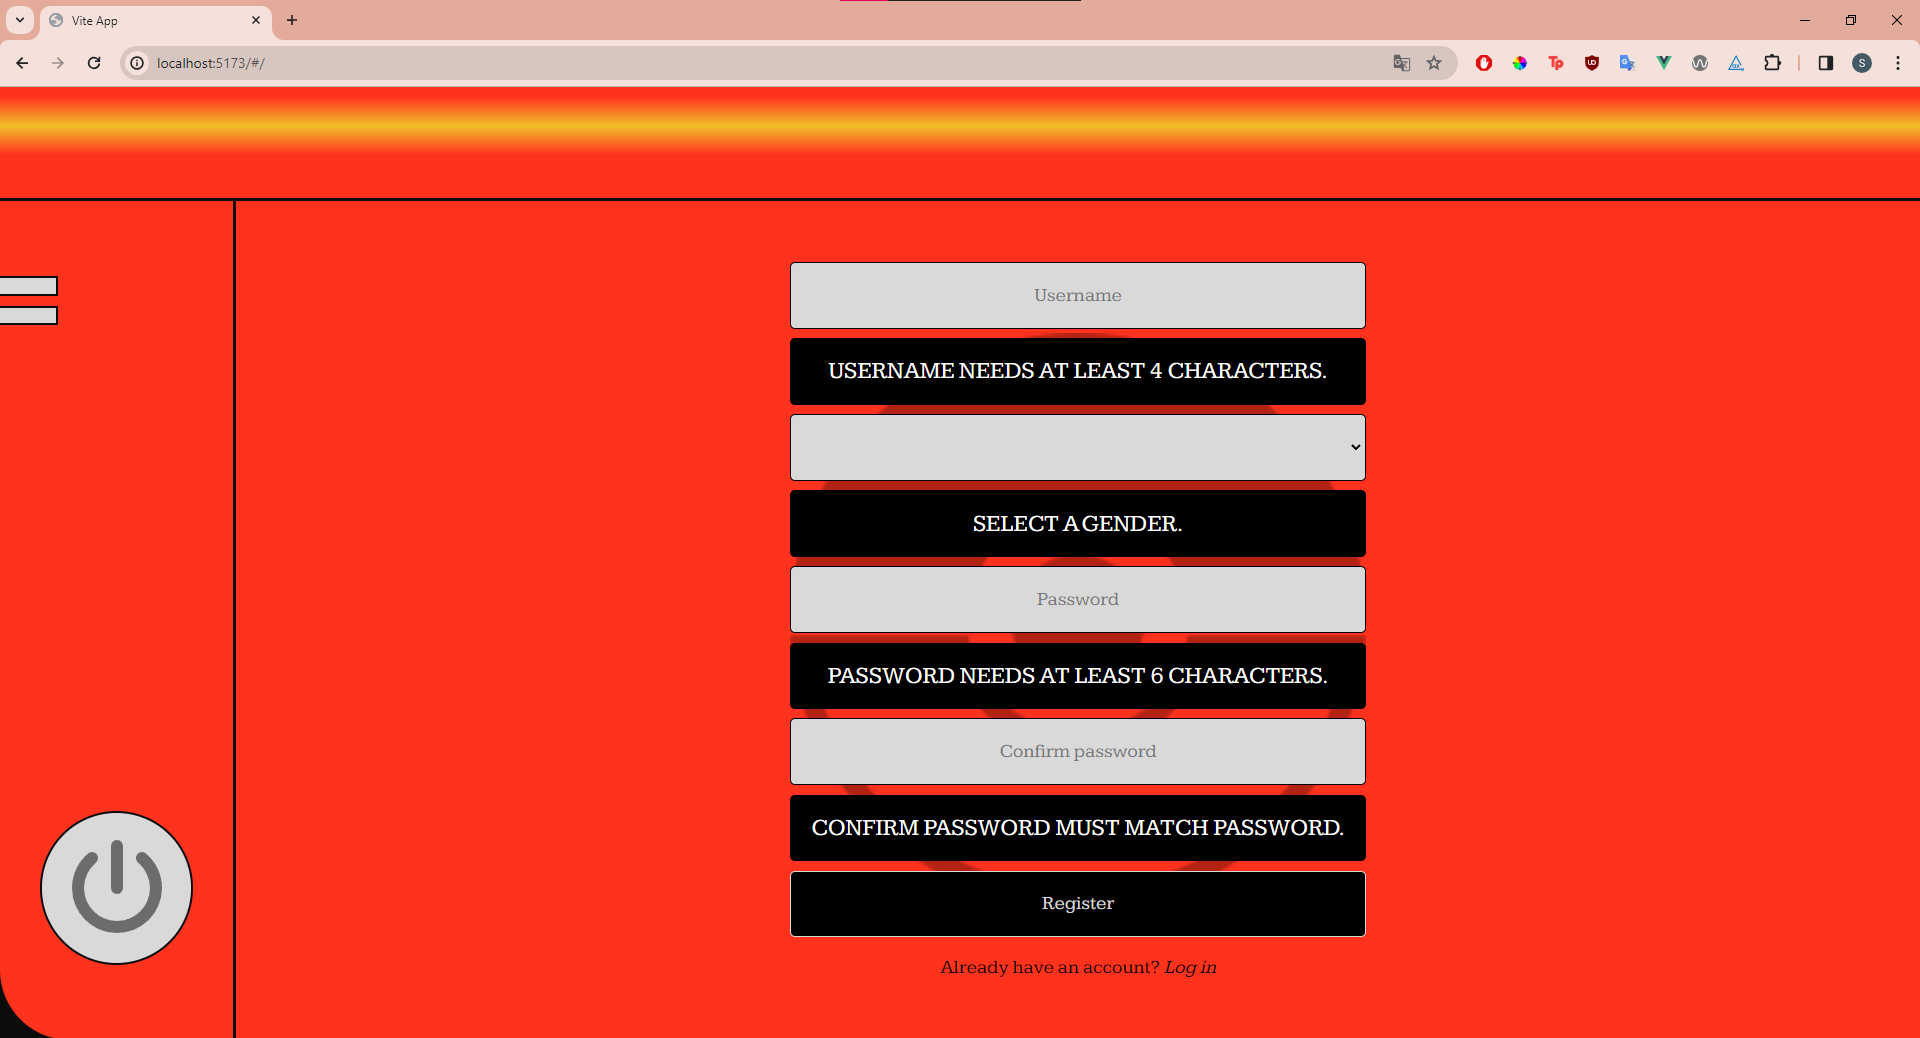 Vite App
localhost:5173/#/
Username
USERNAME NEEDS AT LEAST 4 CHARACTERS.
SELECT A GENDER.
Password
PASSWORD NEEDS AT LEAST 6 CHARACTERS.
Confirm password
CONFIRM PASSWORD MUST MATCH PASSWORD.
Register
Already have an account? Log in